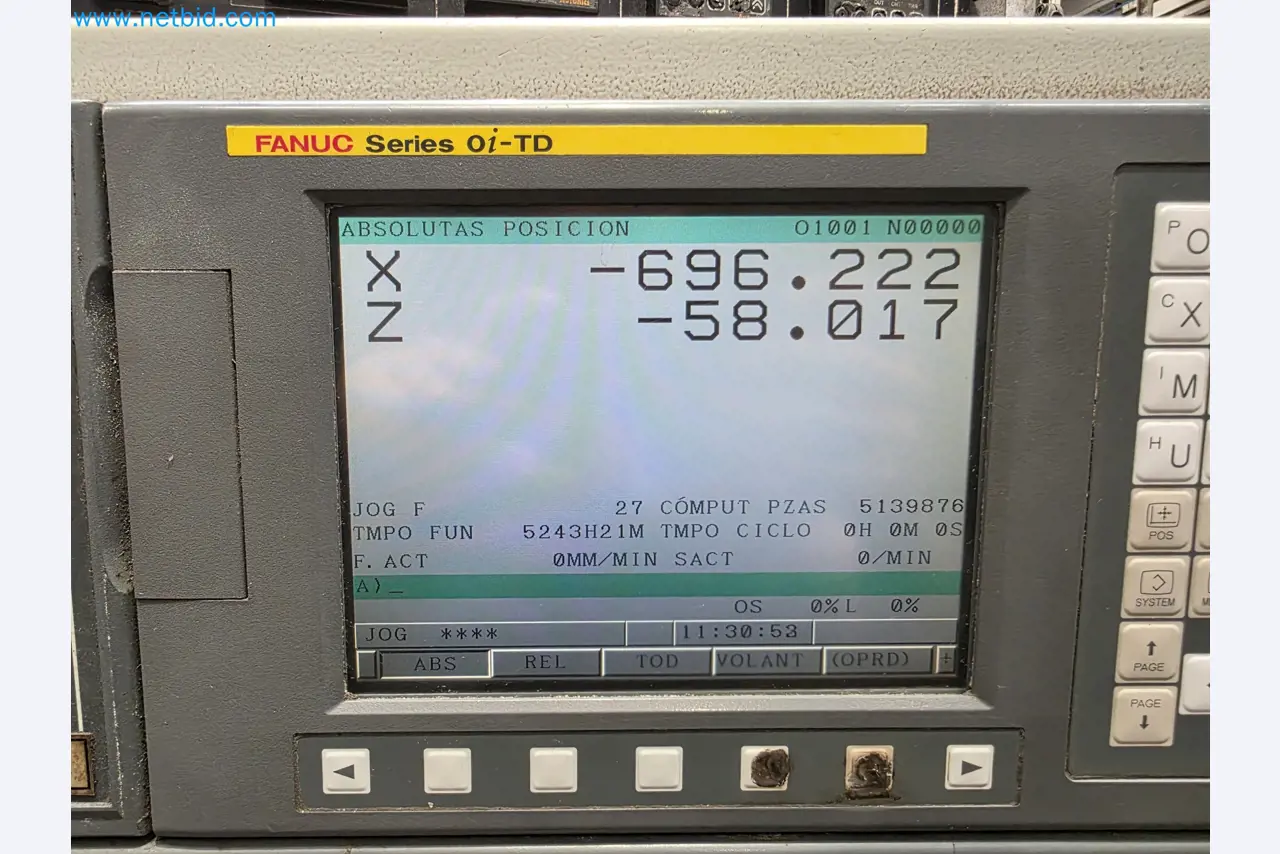 www.netbid.com
FANUC Series 0i-TD
ABSOLUTAS POSICION O1001 N00000
X -696.222
Z -58.017
JOG F 27 CÓMPUT PZAS 5139876
TMPO FUN 5243H21M TMPO CICLO 0H 0M 0S
F. ACT 0MM/MIN SACT 0/MIN
A)_
OS 0% L 0%
JOG **** 11:30:53
ABS REL TOD VOLANT (OPRD) +
P O
C X
I M
H U
POS
SYSTEM
PAGE
PAGE